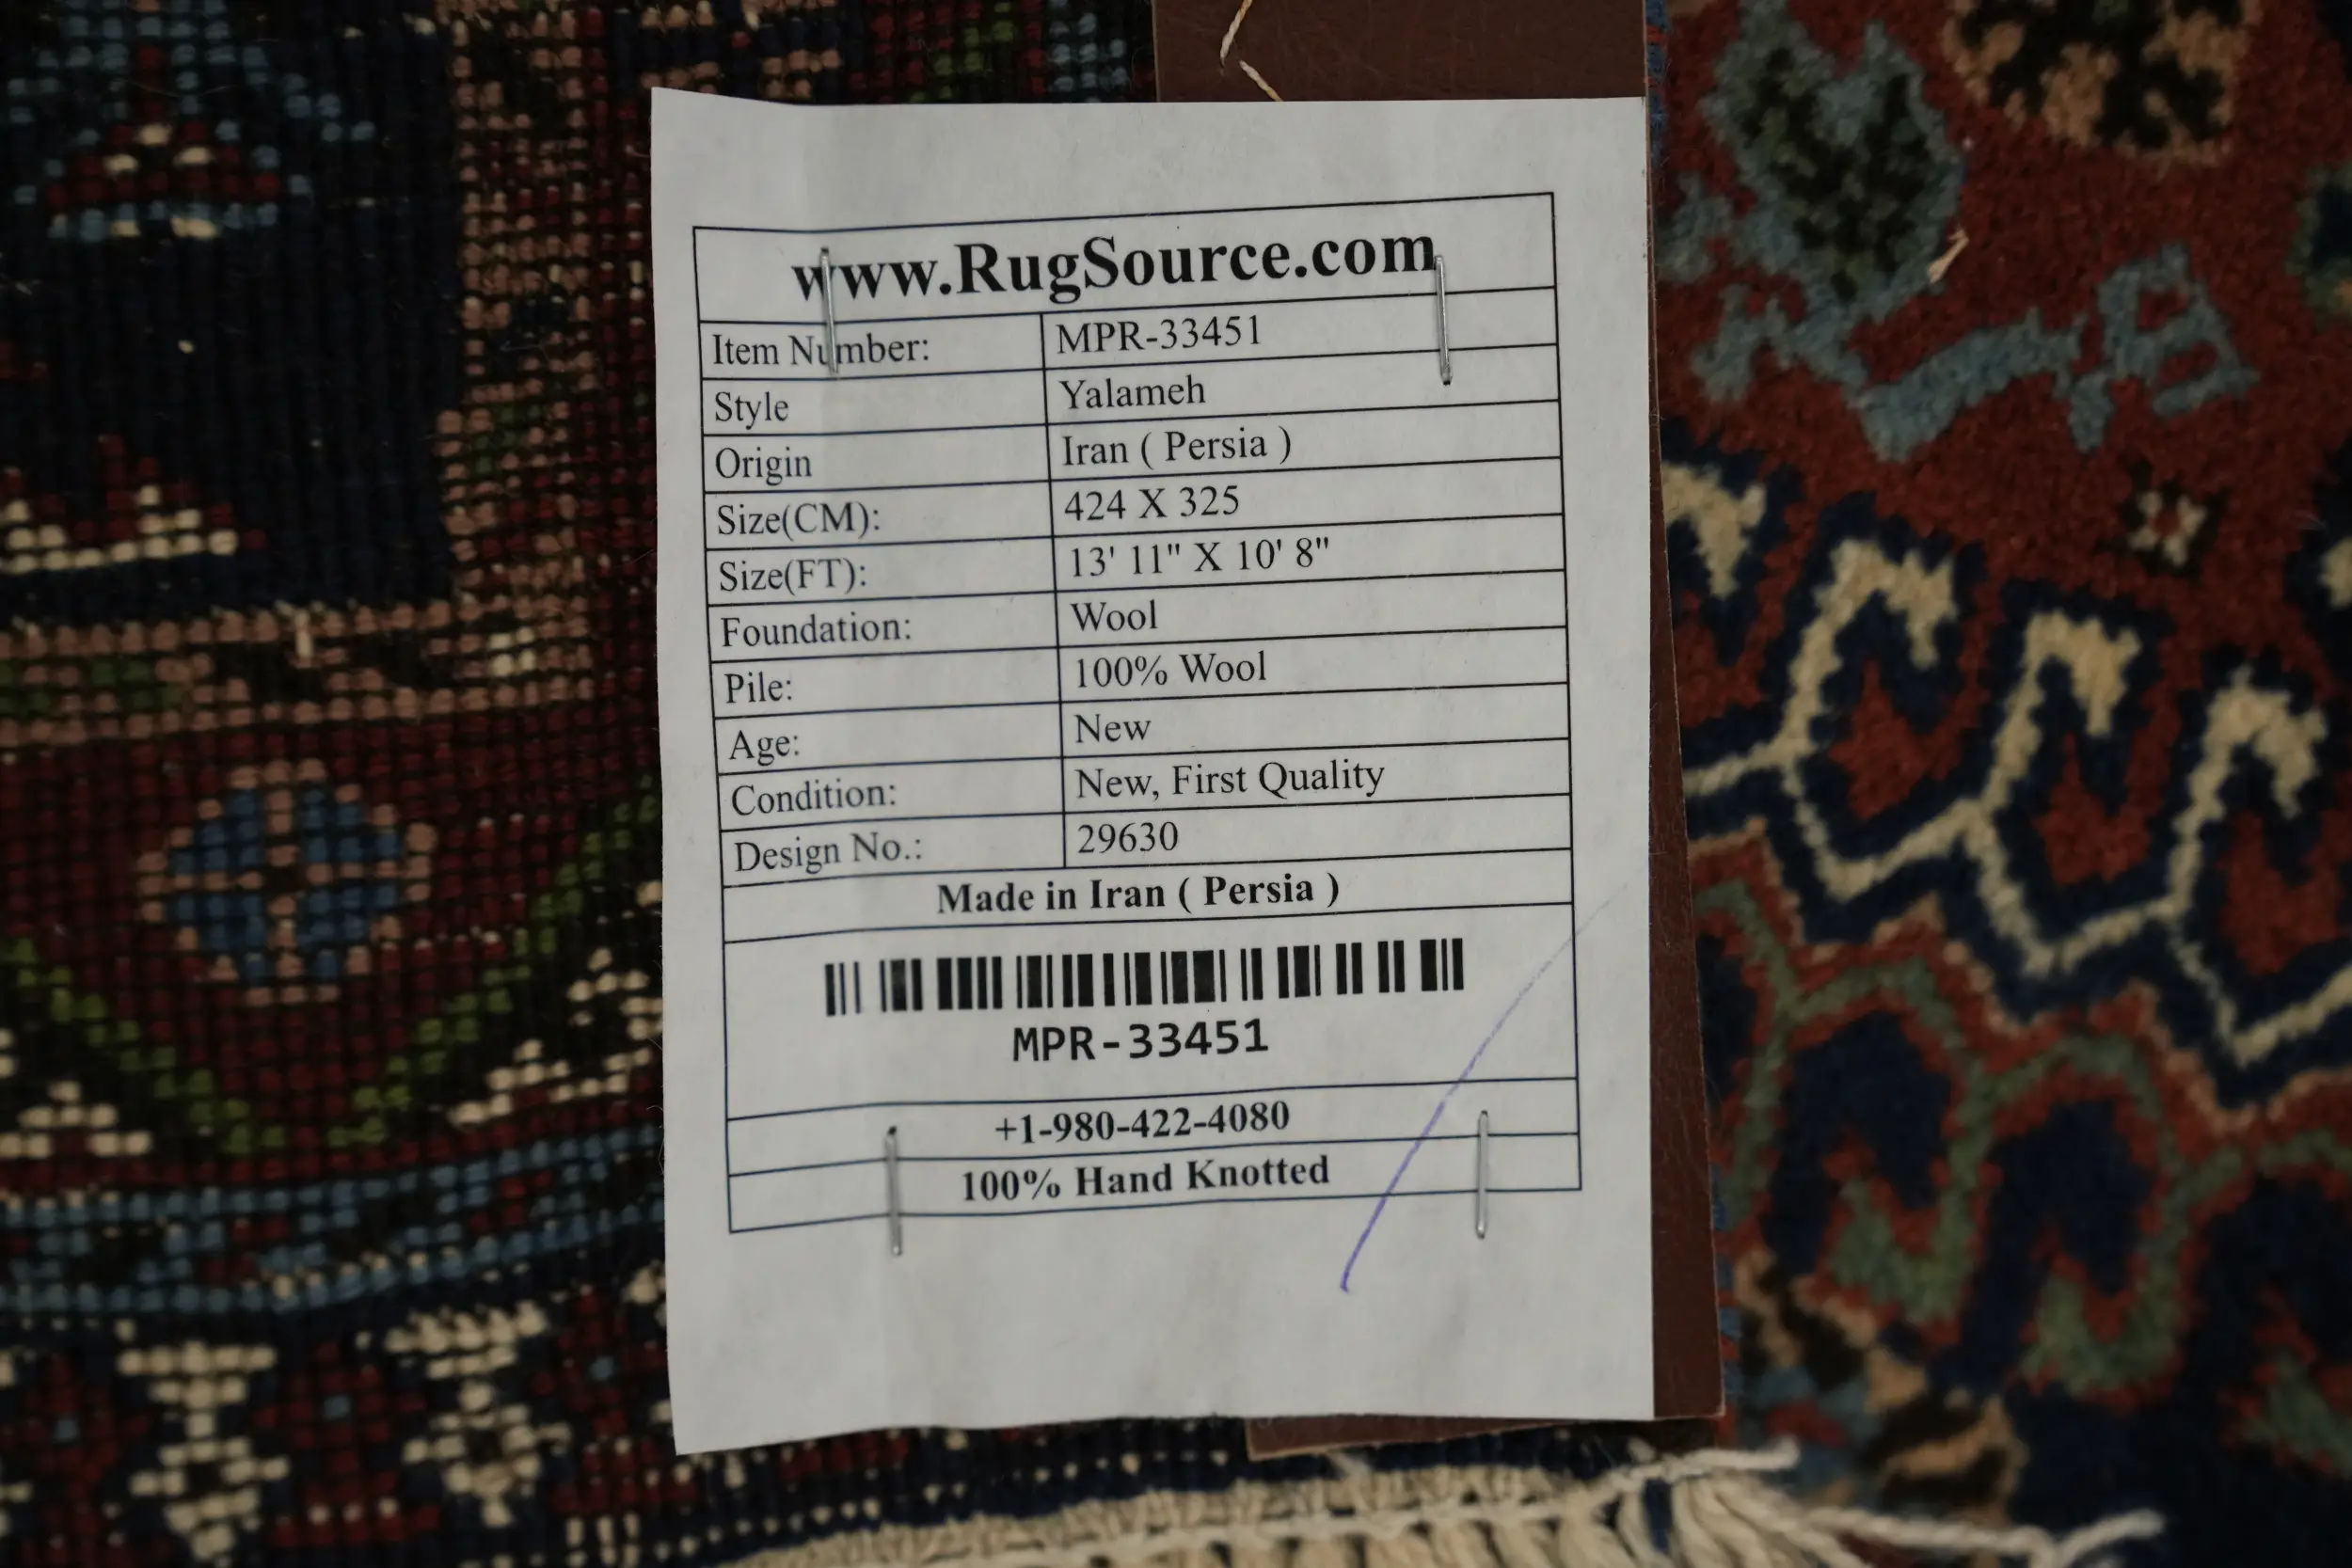 www.RugSource.com
Item Number: MPR-33451
Style Yalameh
Origin Iran ( Persia )
Size(CM): 424 X 325
Size(FT): 13' 11" X 10' 8"
Foundation: Wool
Pile: 100% Wool
Age: New
Condition: New, First Quality
Design No.: 29630
Made in Iran ( Persia )
MPR-33451
+1-980-422-4080
100% Hand Knotted